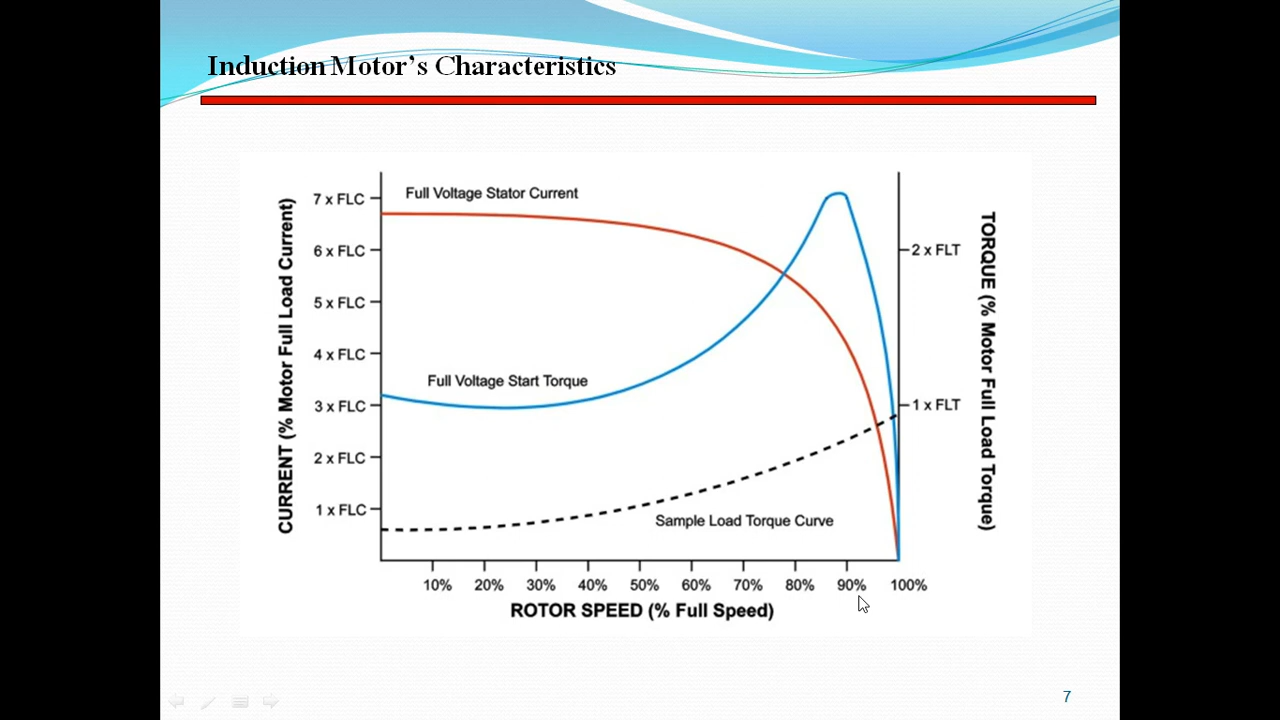 Induction Motor’s Characteristics
CURRENT (% Motor Full Load Current)
7 x FLC
6 x FLC
5 x FLC
4 x FLC
3 x FLC
2 x FLC
1 x FLC
Full Voltage Stator Current
Full Voltage Start Torque
Sample Load Torque Curve
2 x FLT
1 x FLT
TORQUE (% Motor Full Load Torque)
10% 20% 30% 40% 50% 60% 70% 80% 90% 100%
ROTOR SPEED (% Full Speed)
7